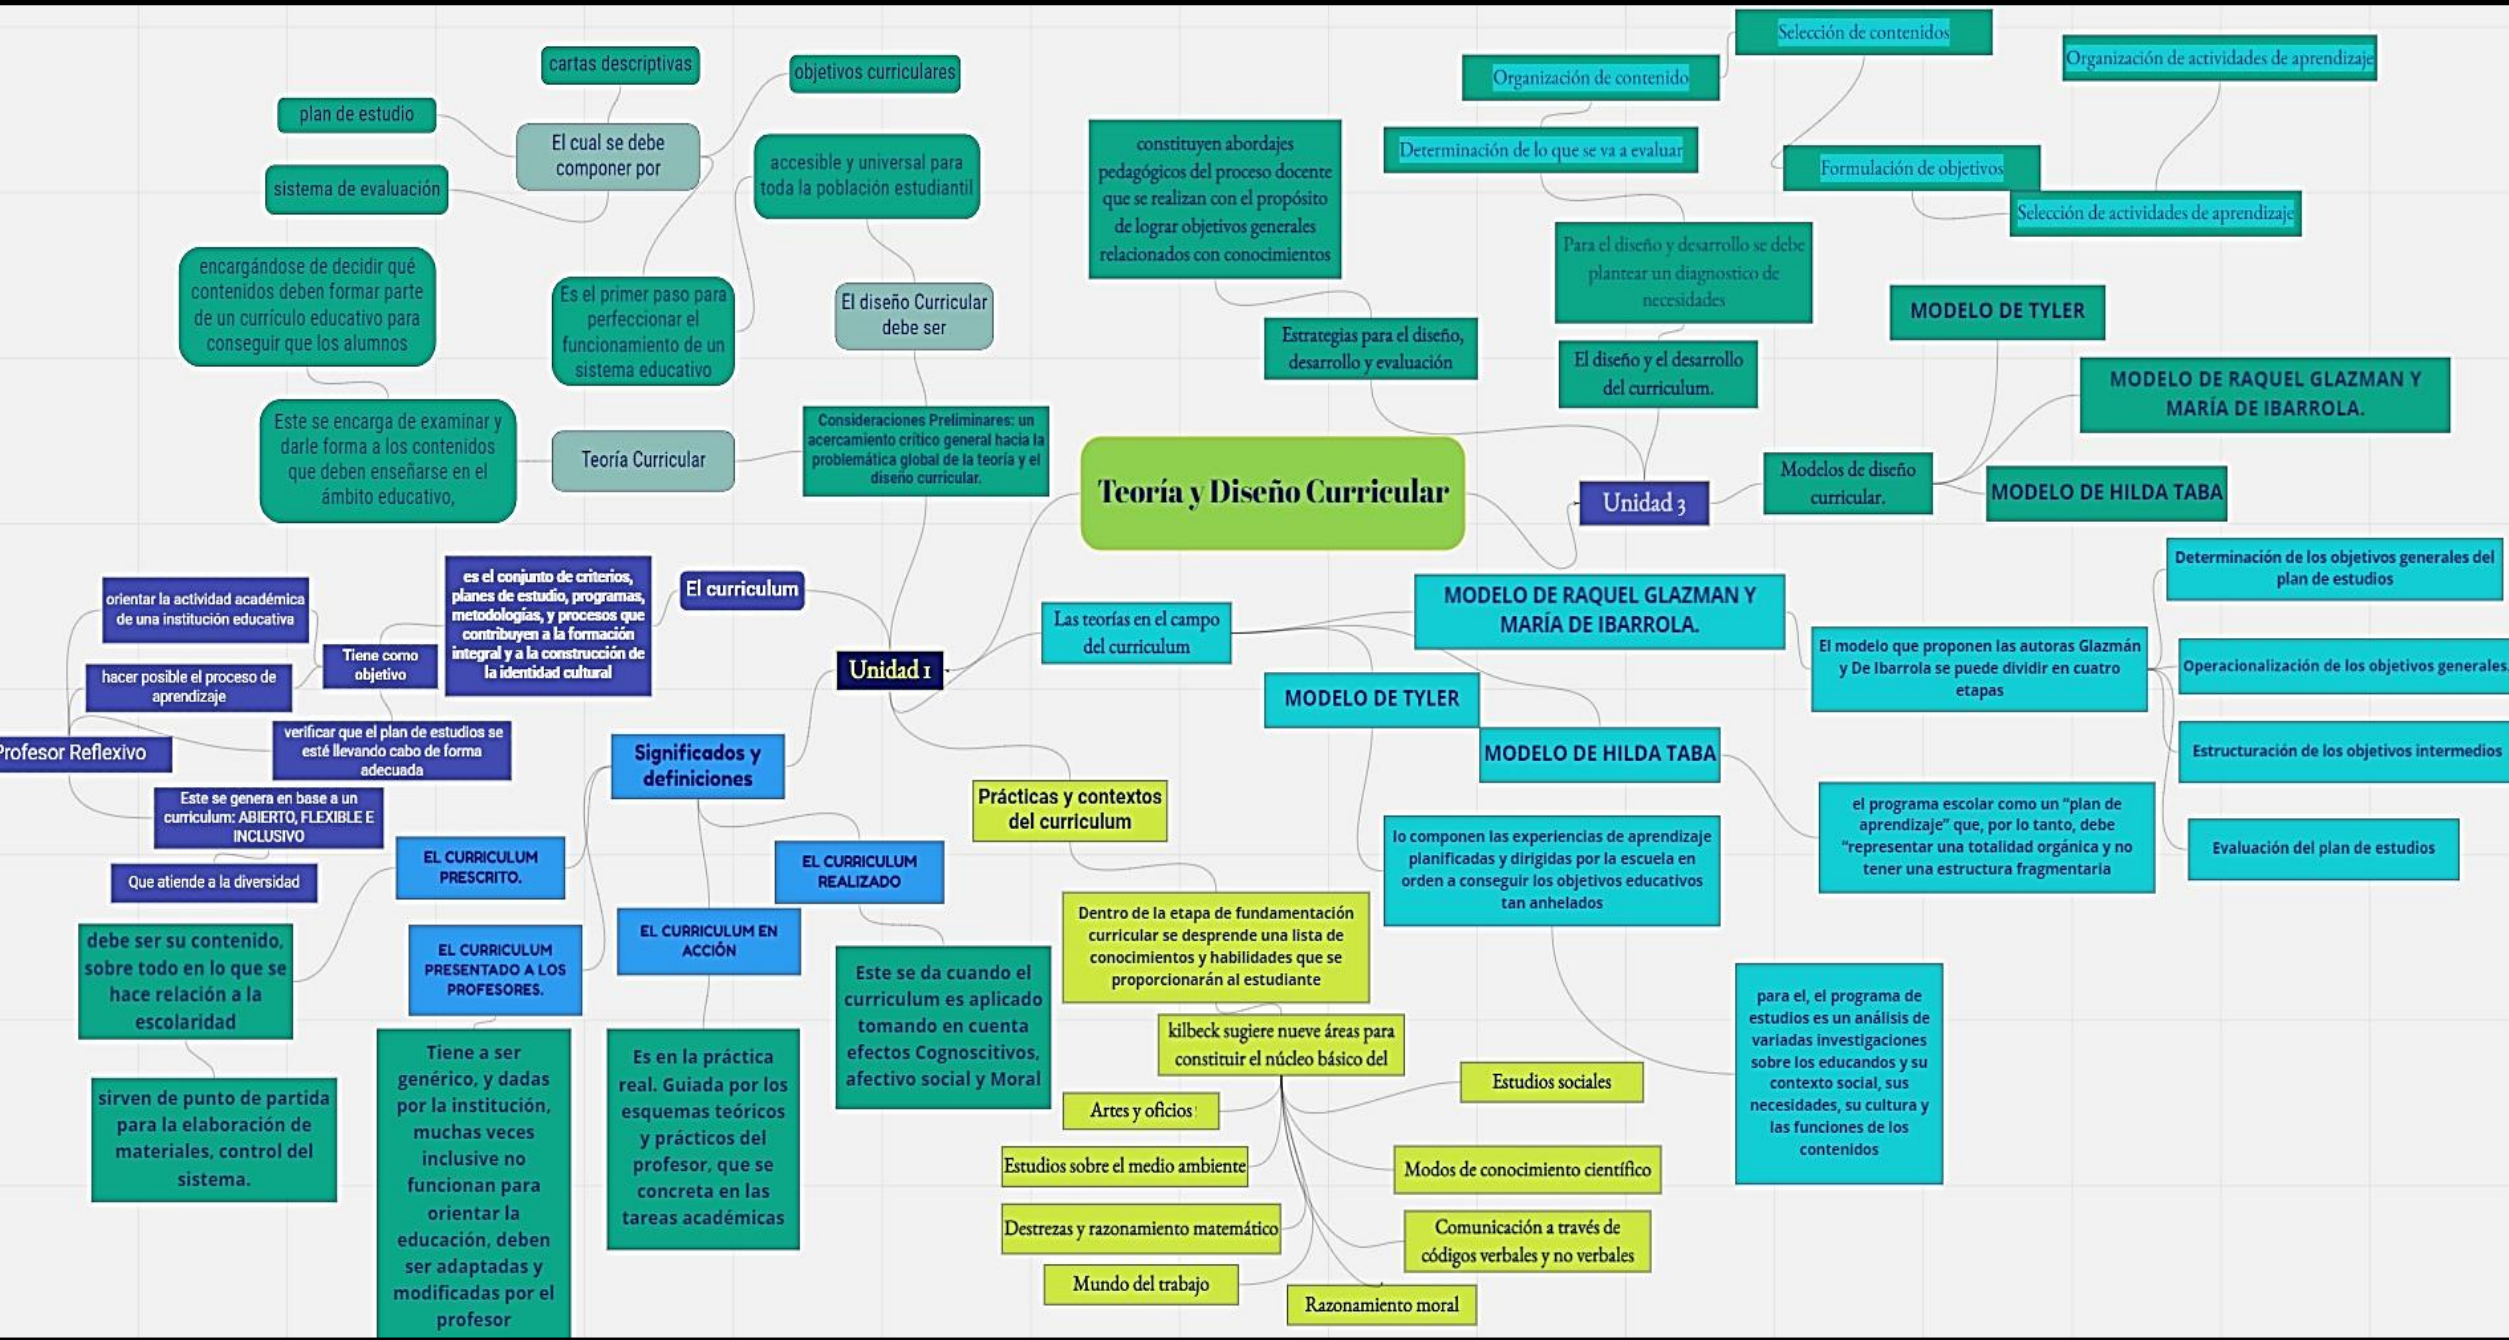 Teoría y Diseño Curricular
cartas descriptivas
objetivos curriculares
plan de estudio
El cual se debe
componer por
sistema de evaluación
accesible y universal para
toda la población estudiantil
encargándose de decidir qué
contenidos deben formar parte
de un currículo educativo para
conseguir que los alumnos
Es el primer paso para
perfeccionar el
funcionamiento de un
sistema educativo
El diseño Curricular
debe ser
Este se encarga de examinar y
darle forma a los contenidos
que deben enseñarse en el
ámbito educativo,
Teoría Curricular
Consideraciones Preliminares: un
acercamiento crítico general hacia la
problemática global de la teoría y el
diseño curricular.
constituyen abordajes
pedagógicos del proceso docente
que se realizan con el propósito
de lograr objetivos generales
relacionados con conocimientos
Estrategias para el diseño,
desarrollo y evaluación
Selección de contenidos
Organización de contenido
Organización de actividades de aprendizaje
Determinación de lo que se va a evaluar
Formulación de objetivos
Selección de actividades de aprendizaje
Para el diseño y desarrollo se debe
plantear un diagnostico de
necesidades
El diseño y el desarrollo
del curriculum.
MODELO DE TYLER
MODELO DE RAQUEL GLAZMAN Y
MARÍA DE IBARROLA.
Modelos de diseño
curricular.
MODELO DE HILDA TABA
Unidad 3
El curriculum
es el conjunto de criterios,
planes de estudio, programas,
metodologías, y procesos que
contribuyen a la formación
integral y a la construcción de
la identidad cultural
orientar la actividad académica
de una institución educativa
Tiene como
objetivo
hacer posible el proceso de
aprendizaje
verificar que el plan de estudios se
esté llevando cabo de forma
adecuada
Profesor Reflexivo
Este se genera en base a un
curriculum: ABIERTO, FLEXIBLE E
INCLUSIVO
Que atiende a la diversidad
Unidad 1
Significados y
definiciones
EL CURRICULUM
PRESCRITO.
EL CURRICULUM
REALIZADO
EL CURRICULUM EN
ACCIÓN
EL CURRICULUM
PRESENTADO A LOS
PROFESORES.
debe ser su contenido,
sobre todo en lo que se
hace relación a la
escolaridad
sirven de punto de partida
para la elaboración de
materiales, control del
sistema.
Tiene a ser
genérico, y dadas
por la institución,
muchas veces
inclusive no
funcionan para
orientar la
educación, deben
ser adaptadas y
modificadas por el
profesor
Es en la práctica
real. Guiada por los
esquemas teóricos
y prácticos del
profesor, que se
concreta en las
tareas académicas
Este se da cuando el
curriculum es aplicado
tomando en cuenta
efectos Cognoscitivos,
afectivo social y Moral
Prácticas y contextos
del curriculum
Dentro de la etapa de fundamentación
curricular se desprende una lista de
conocimientos y habilidades que se
proporcionarán al estudiante
kilbeck sugiere nueve áreas para
constituir el núcleo básico del
Estudios sociales
Artes y oficios
Estudios sobre el medio ambiente
Modos de conocimiento científico
Destrezas y razonamiento matemático
Comunicación a través de
códigos verbales y no verbales
Mundo del trabajo
Razonamiento moral
Las teorías en el campo
del curriculum
MODELO DE RAQUEL GLAZMAN Y
MARÍA DE IBARROLA.
MODELO DE TYLER
MODELO DE HILDA TABA
El modelo que proponen las autoras Glazmán
y De Ibarrola se puede dividir en cuatro
etapas
Determinación de los objetivos generales del
plan de estudios
Operacionalización de los objetivos generales.
Estructuración de los objetivos intermedios
Evaluación del plan de estudios
el programa escolar como un "plan de
aprendizaje" que, por lo tanto, debe
"representar una totalidad orgánica y no
tener una estructura fragmentaria
lo componen las experiencias de aprendizaje
planificadas y dirigidas por la escuela en
orden a conseguir los objetivos educativos
tan anhelados
para el, el programa de
estudios es un análisis de
variadas investigaciones
sobre los educandos y su
contexto social, sus
necesidades, su cultura y
las funciones de los
contenidos